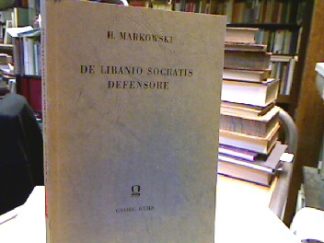 H. MARKOWSKI
DE LIBANIO SOCRATIS
DEFENSORE
GEORG OLMS